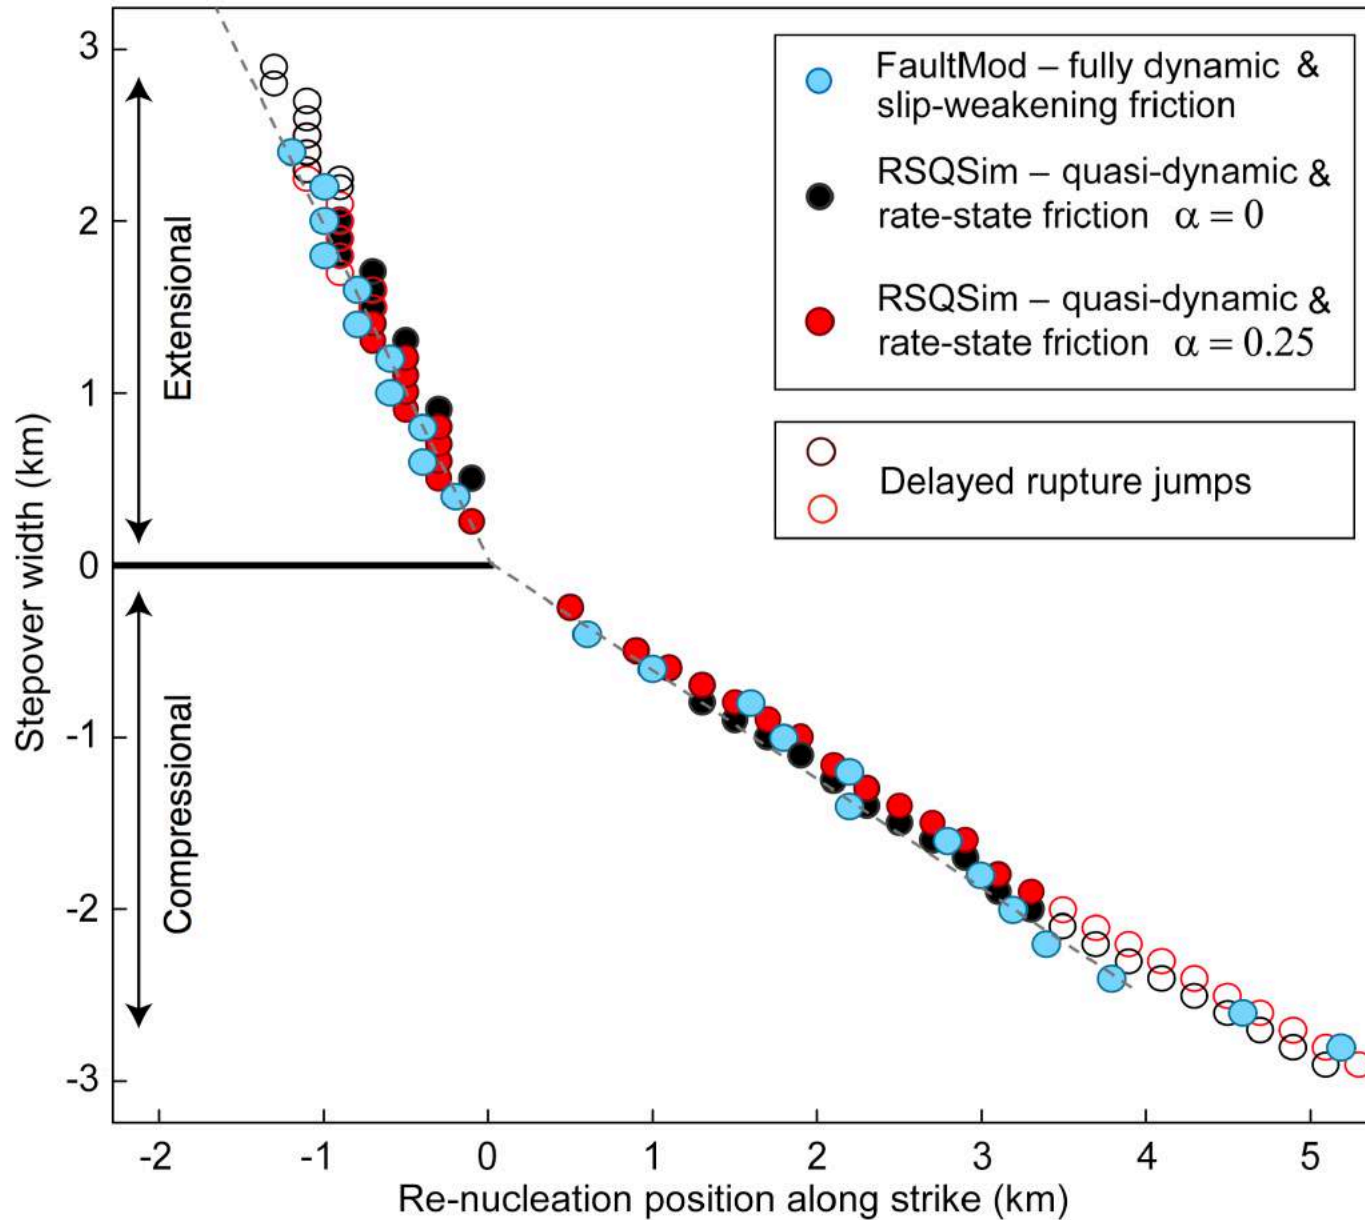 3
2
1
0
-1
-2
-3
Stepover width (km)
Extensional
Compressional
FaultMod – fully dynamic &
slip-weakening friction
RSQSim – quasi-dynamic &
rate-state friction α = 0
RSQSim – quasi-dynamic &
rate-state friction α = 0.25
Delayed rupture jumps
-2 -1 0 1 2 3 4 5
Re-nucleation position along strike (km)